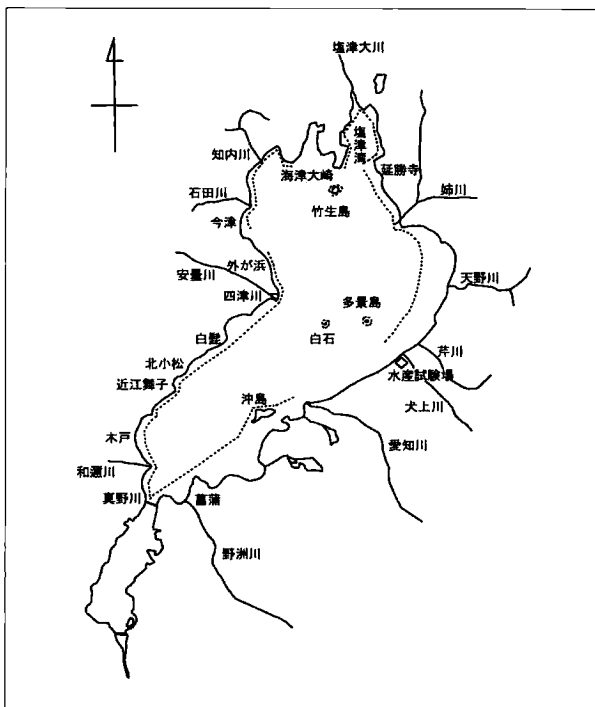 塩津大川
知内川
塩津湾
海津大崎
延勝寺
石田川
姉川
竹生島
今津
外が浜
安曇川
天野川
四津川
多景島
白髭
白石
芹川
北小松
水産試験場
近江舞子
沖島
犬上川
木戸
愛知川
和邇川
真野川
菖蒲
野洲川